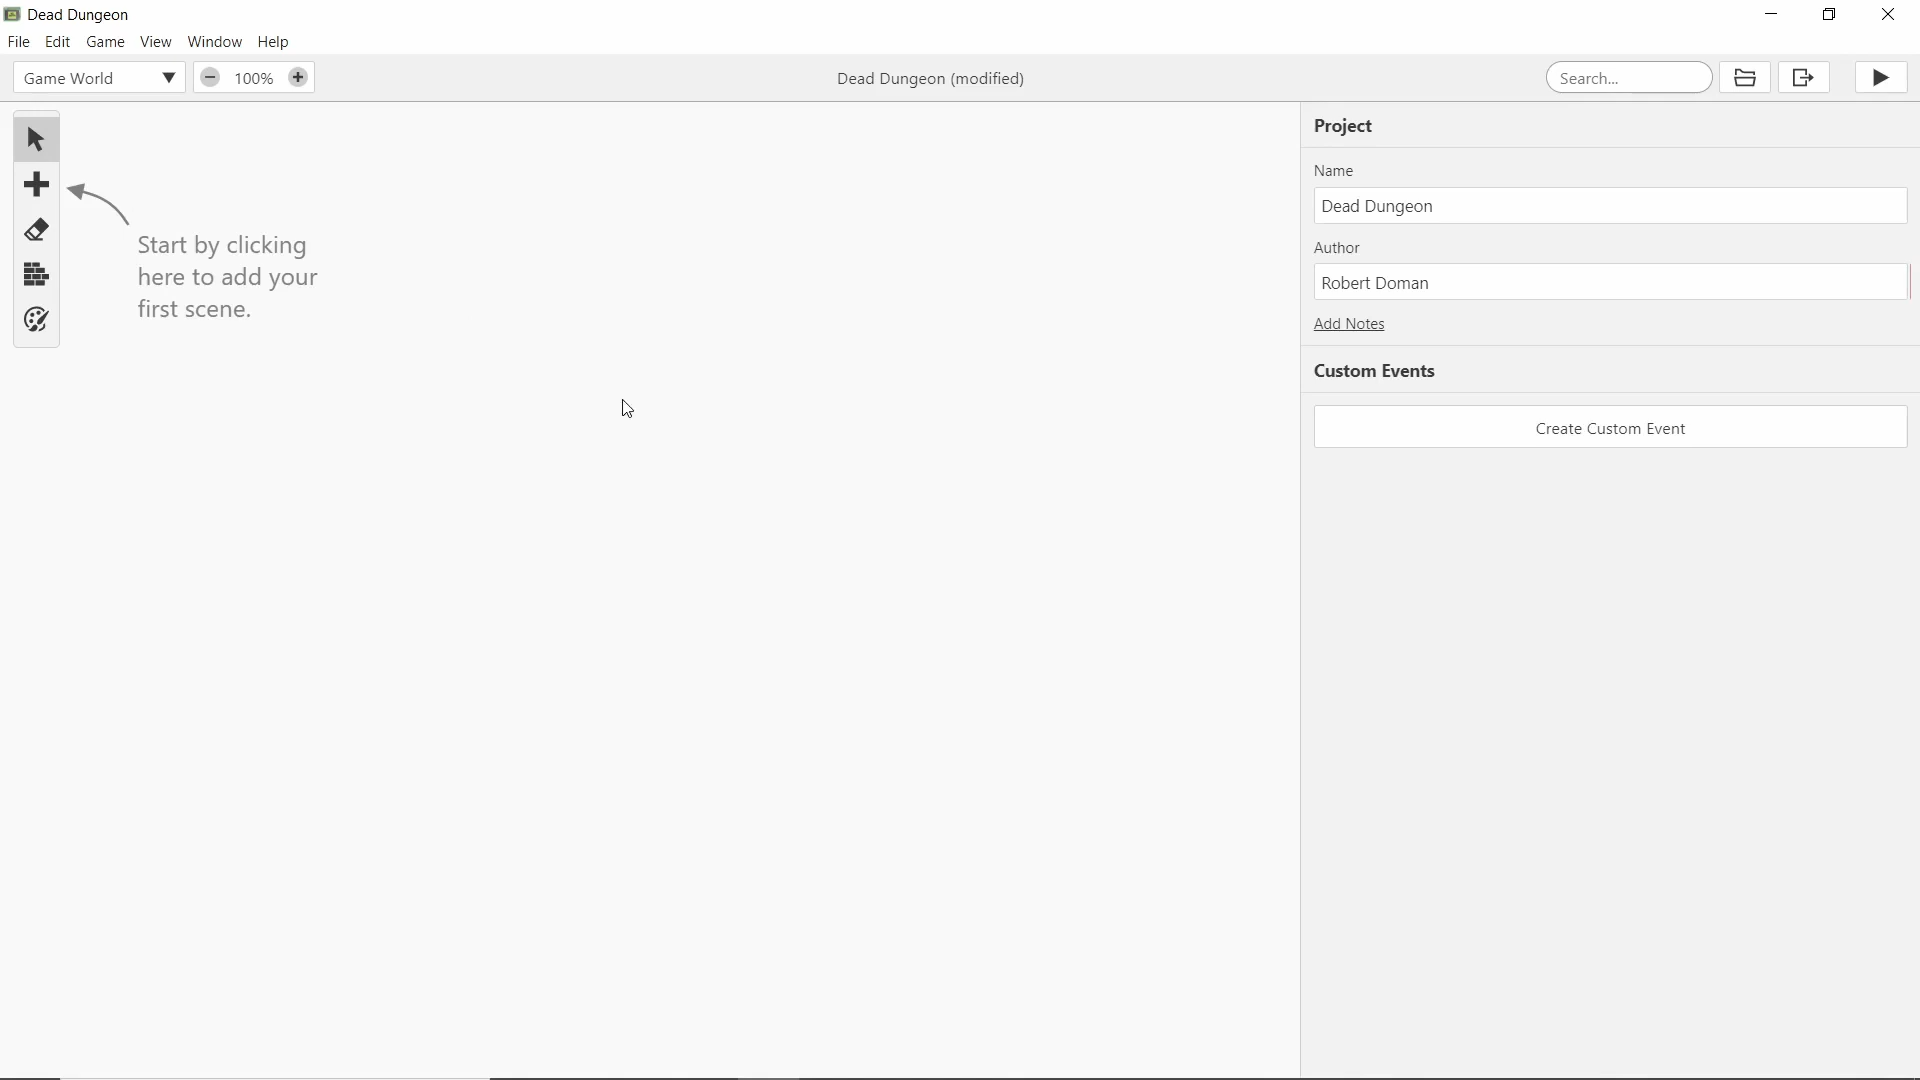 Dead Dungeon
File Edit Game View Window Help
Game World
100%
Dead Dungeon (modified)
Search...
Start by clicking
here to add your
first scene.
Project
Name
Dead Dungeon
Author
Robert Doman
Add Notes
Custom Events
Create Custom Event